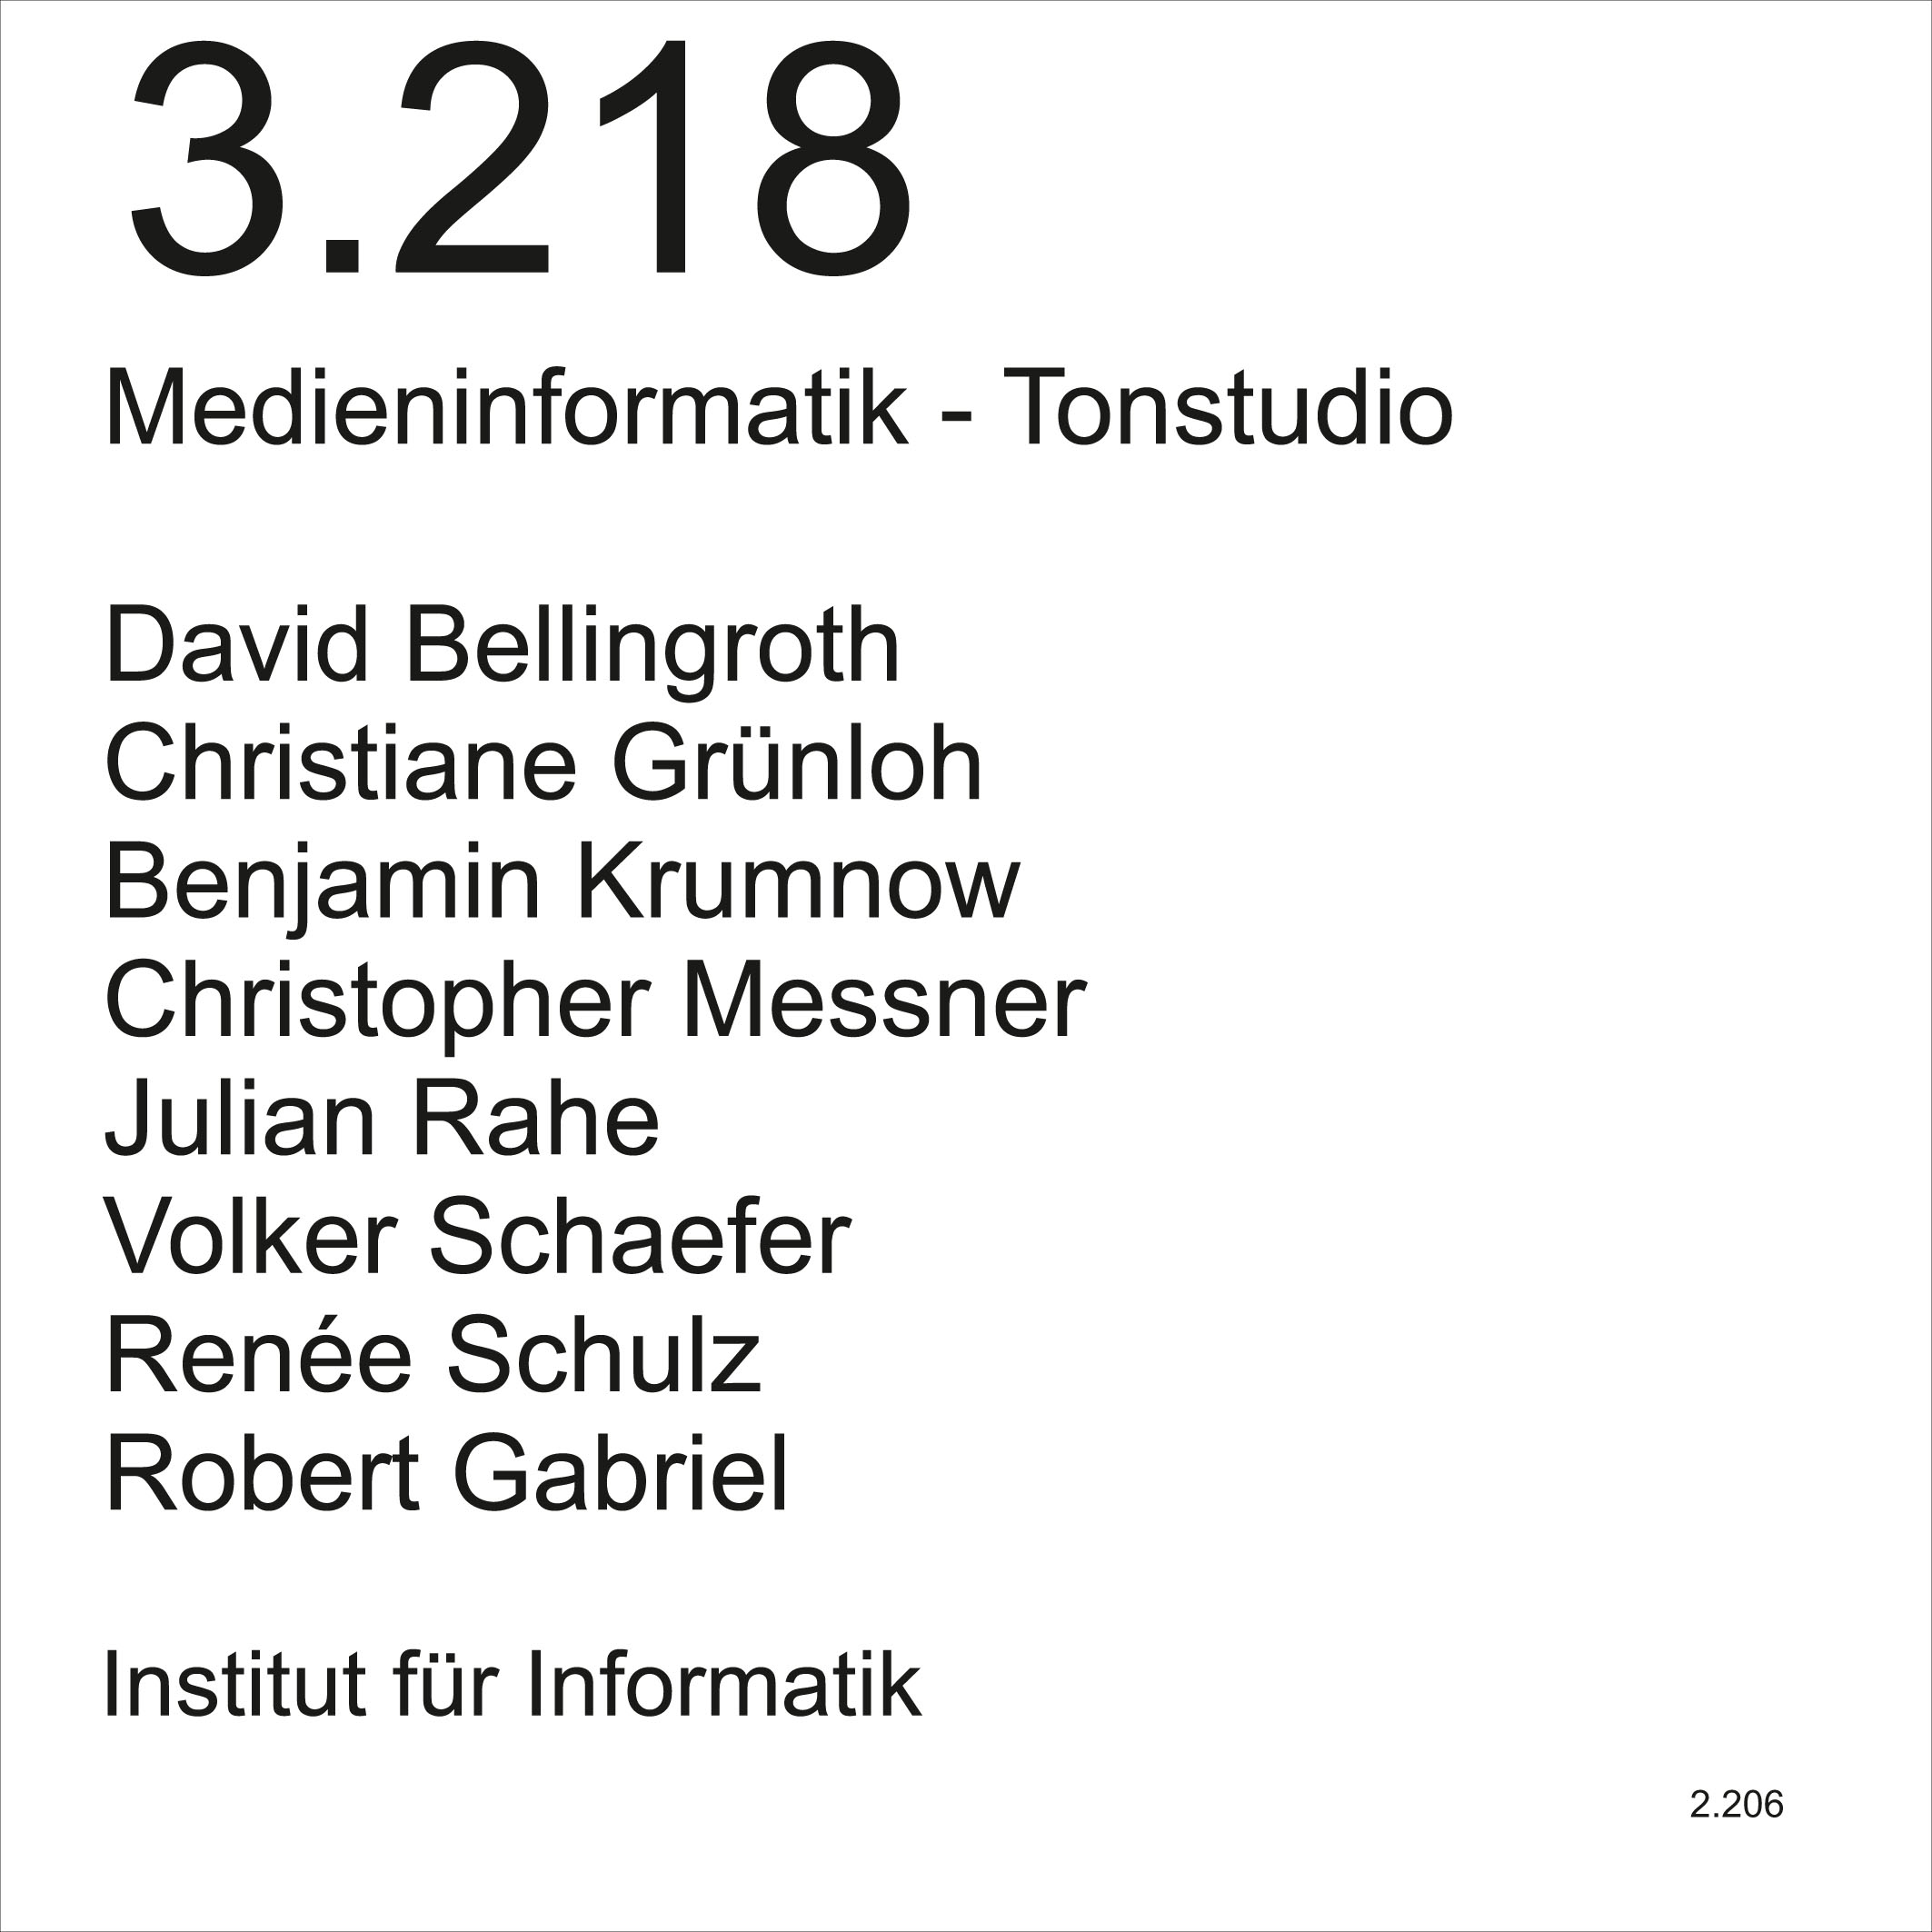 3.218
Medieninformatik - Tonstudio
David Bellingroth
Christiane Grünloh
Benjamin Krumnow
Christopher Messner
Julian Rahe
Volker Schaefer
Renée Schulz
Robert Gabriel
Institut für Informatik
2.206